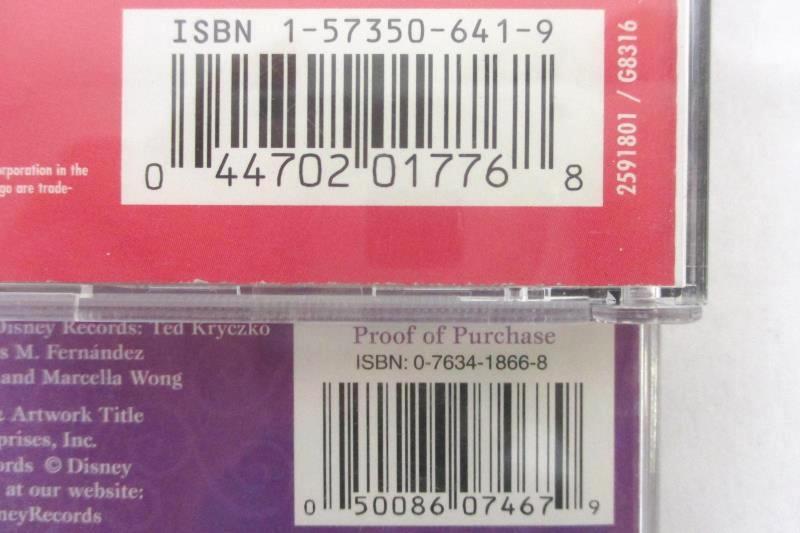 ISBN 1-57350-641-9
0 44702 01776 8
2591801 / G8316
orporation in the
go are trade-
Disney Records: Ted Kryczko
s M. Fernández
and Marcella Wong
& Artwork Title
prises, Inc.
ords © Disney
at our website:
neyRecords
Proof of Purchase
ISBN: 0-7634-1866-8
0 50086 07467 9